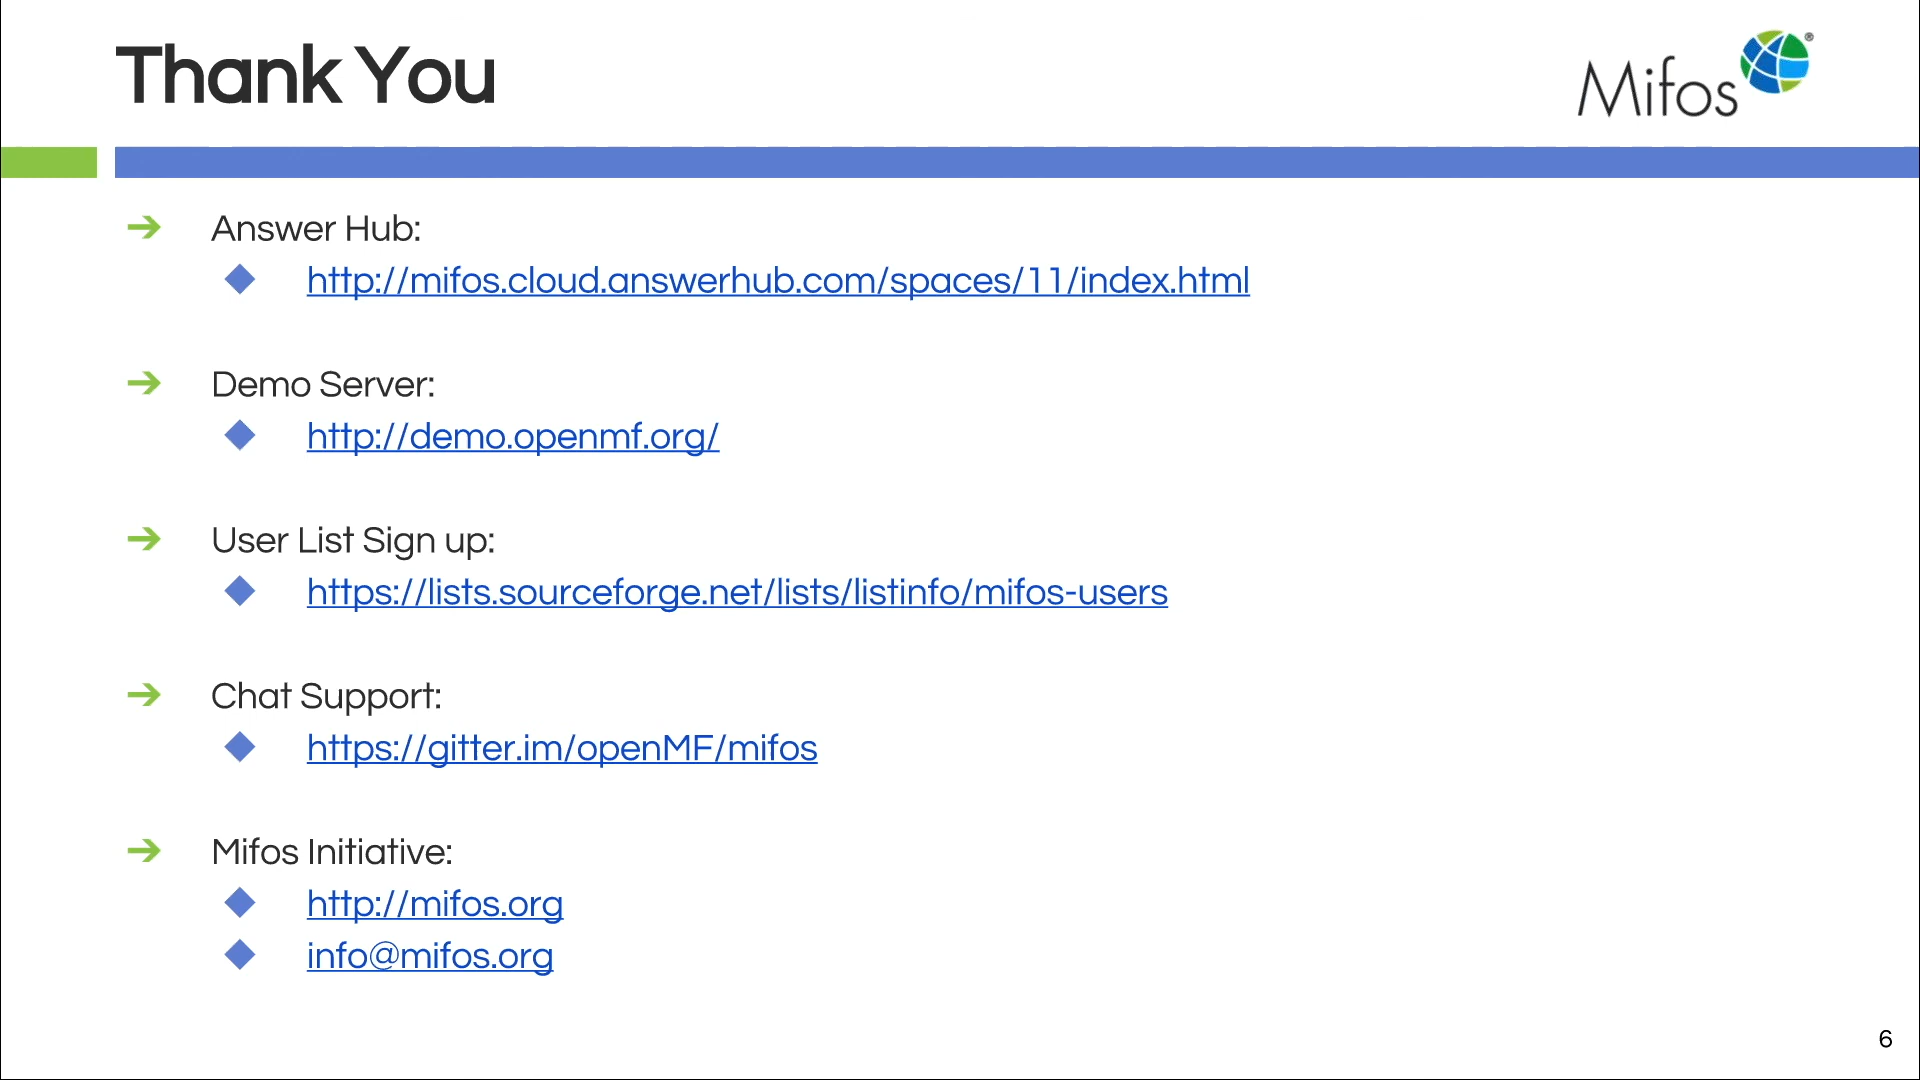 Thank You
Mifos®
Answer Hub:
http://mifos.cloud.answerhub.com/spaces/11/index.html
Demo Server:
http://demo.openmf.org/
User List Sign up:
https://lists.sourceforge.net/lists/listinfo/mifos-users
Chat Support:
https://gitter.im/openMF/mifos
Mifos Initiative:
http://mifos.org
info@mifos.org
6